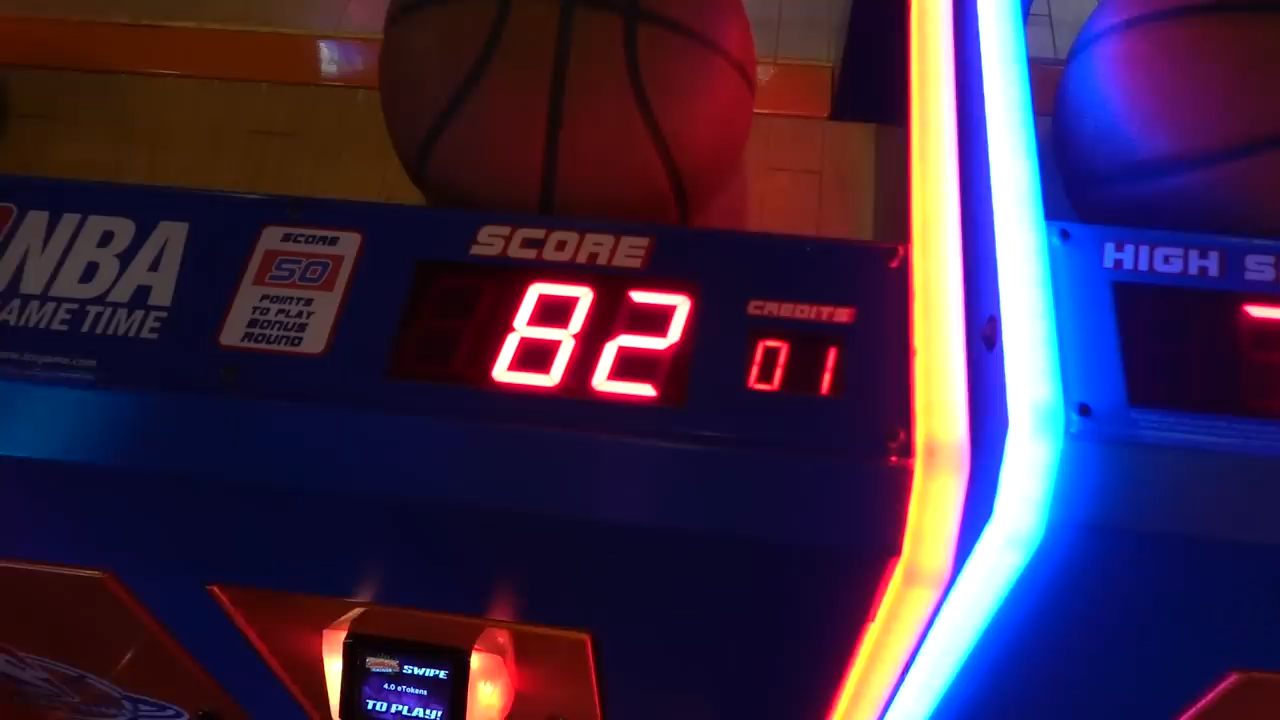 NBA
GAME TIME
SCORE
50
POINTS
TO PLAY
BONUS
ROUND
SCORE
82
CREDITS
01
HIGH
SWIPE
4.0 eTokens
TO PLAY!